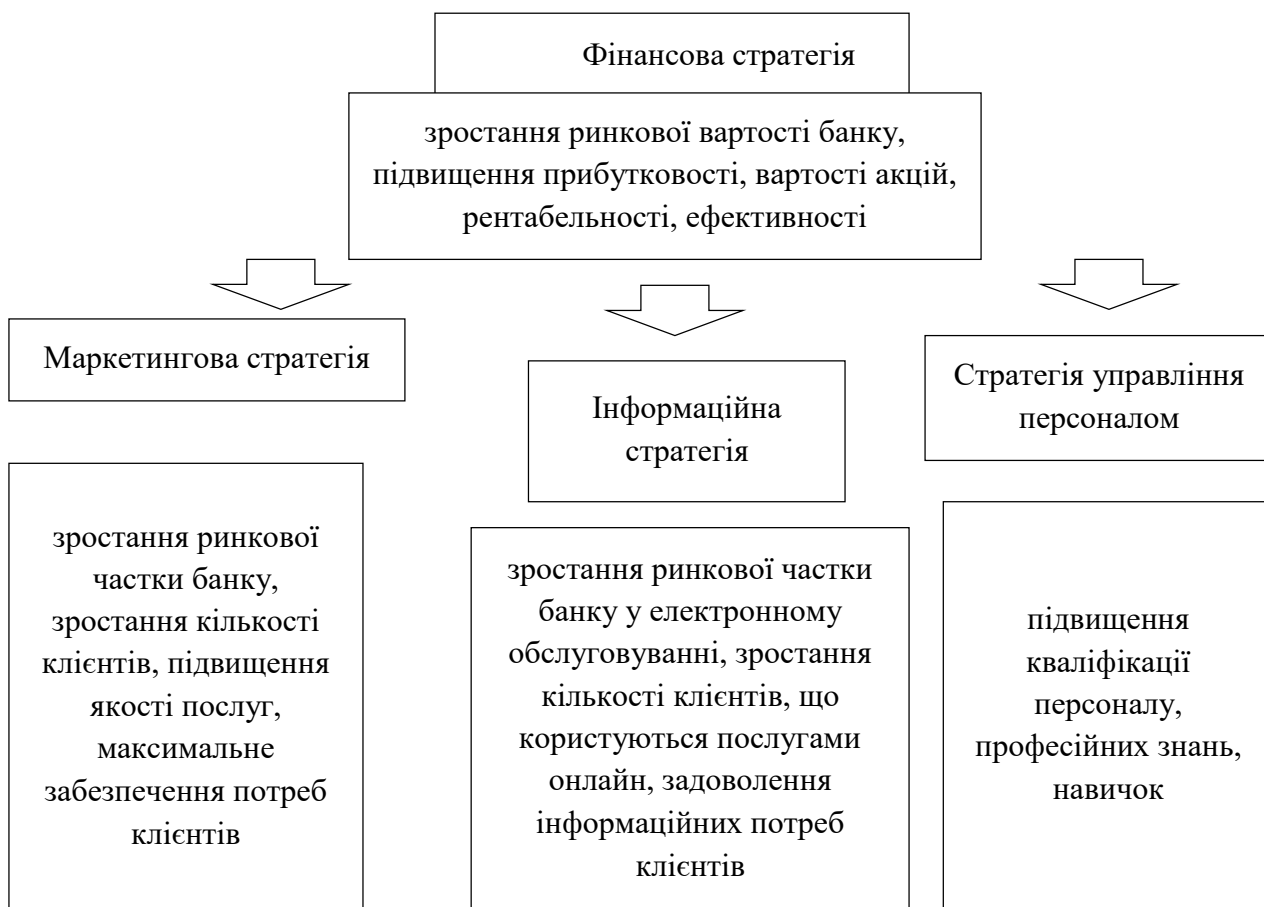 Фінансова стратегія
зростання ринкової вартості банку,
підвищення прибутковості, вартості акцій,
рентабельності, ефективності
Маркетингова стратегія
зростання ринкової
частки банку,
зростання кількості
клієнтів, підвищення
якості послуг,
максимальне
забезпечення потреб
клієнтів
Інформаційна
стратегія
зростання ринкової частки
банку у електронному
обслуговуванні, зростання
кількості клієнтів, що
користуються послугами
онлайн, задоволення
інформаційних потреб
клієнтів
Стратегія управління
персоналом
підвищення
кваліфікації
персоналу,
професійних знань,
навичок